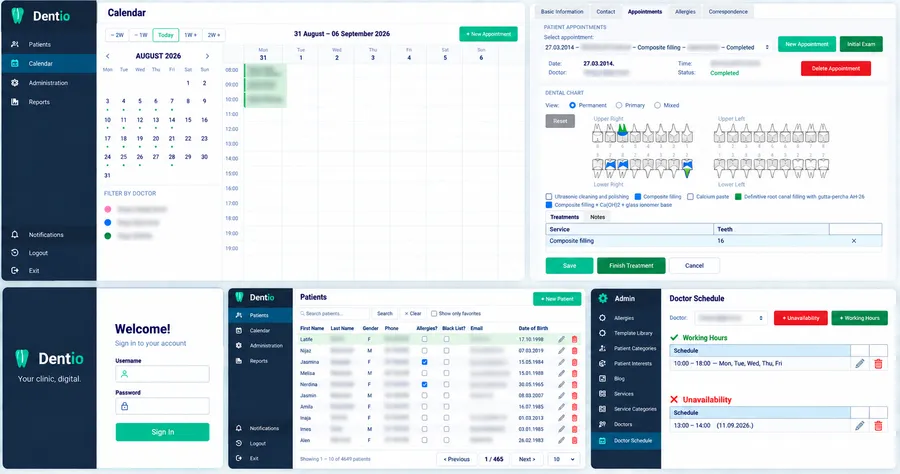 Dentio
Patients
Calendar
Administration
Reports
Notifications
Logout
Exit
Calendar
− 2W
− 1W
Today
1W +
2W +
31 August – 06 September 2026
+ New Appointment
AUGUST 2026
Mon Tue Wed Thu Fri Sat Sun
1 2
3 4 5 6 7 8 9
10 11 12 13 14 15 16
17 18 19 20 21 22 23
24 25 26 27 28 29 30
31
FILTER BY DOCTOR
Mon Tue Wed Thu Fri Sat Sun
31 1 2 3 4 5 6
08:00
09:00
10:00
11:00
12:00
13:00
14:00
15:00
16:00
17:00
18:00
19:00
Basic Information
Contact
Appointments
Allergies
Correspondence
PATIENT APPOINTMENTS
Select appointment:
27.03.2014 – – Composite filling – – Completed
New Appointment
Initial Exam
Date: 27.03.2014.
Time:
Doctor:
Status: Completed
Delete Appointment
DENTAL CHART
View: Permanent Primary Mixed
Reset
Upper Right
Upper Left
Lower Right
Lower Left
Ultrasonic cleaning and polishing
Composite filling
Calcium paste
Definitive root canal filling with gutta-percha AH-26
Composite filling + Ca(OH)2 + glass ionomer base
Treatments
Notes
Service Teeth
Composite filling 16 ×
Save
Finish Treatment
Cancel
Dentio
Your clinic, digital.
Welcome!
Sign in to your account
Username
Password
Sign In
Dentio
Patients
Calendar
Administration
Reports
Notifications
Logout
Exit
Patients
+ New Patient
Search patients...
Search
× Clear
Show only favorites
First Name Last Name Gender Phone Allergies? Black List? Email Date of Birth
Latife F 17.10.1998
Nijaz M 07.03.2019
Jasmina F 15.05.1984
Melisa M 15.01.1988
Nerdina F 30.05.1965
Jasmin M 08.03.2007
Amila F 16.07.1985
Inaja F 01.03.2013
Irnes M 03.01.1985
Alen F 26.02.1983
Showing 1 – 10 of 4649 patients
< Previous
1 / 465
Next >
10
Admin
Allergies
Template Library
Patient Categories
Patient Interests
Blog
Services
Service Categories
Doctors
Doctor Schedule
Doctor Schedule
Doctor:
+ Unavailability
+ Working Hours
Working Hours
Schedule
10:00 – 18:00 — Mon, Tue, Wed, Thu, Fri
Unavailability
Schedule
13:00 – 14:00 (11.09.2026.)